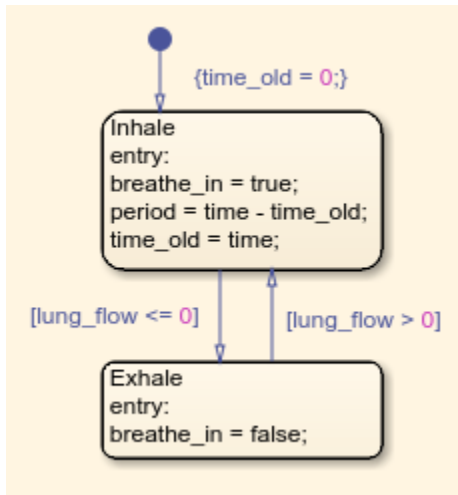 {time_old = 0;}
Inhale
entry:
breathe_in = true;
period = time - time_old;
time_old = time;
[lung_flow <= 0]
[lung_flow > 0]
Exhale
entry:
breathe_in = false;